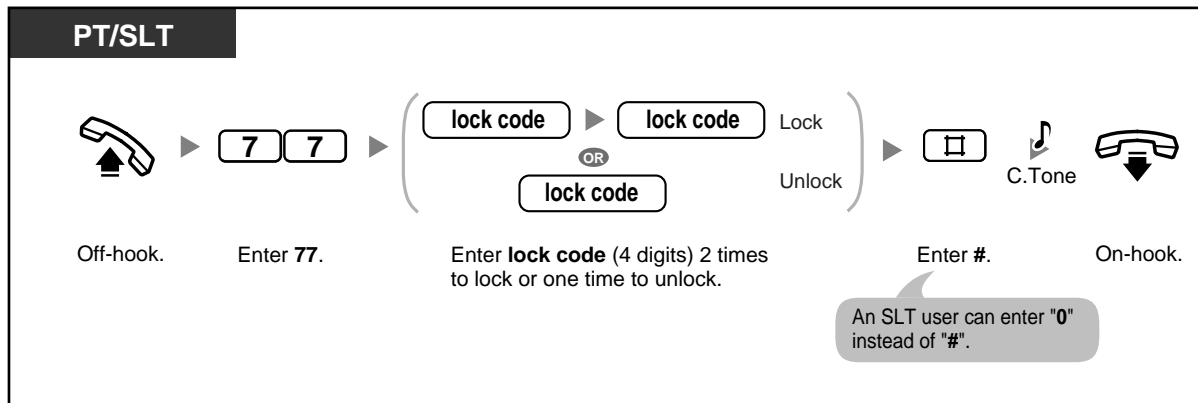 PT/SLT
7 7
lock code lock code Lock
OR
lock code Unlock
#
C.Tone
Off-hook.
Enter 77.
Enter lock code (4 digits) 2 times
to lock or one time to unlock.
Enter #.
On-hook.
An SLT user can enter "0"
instead of "#".